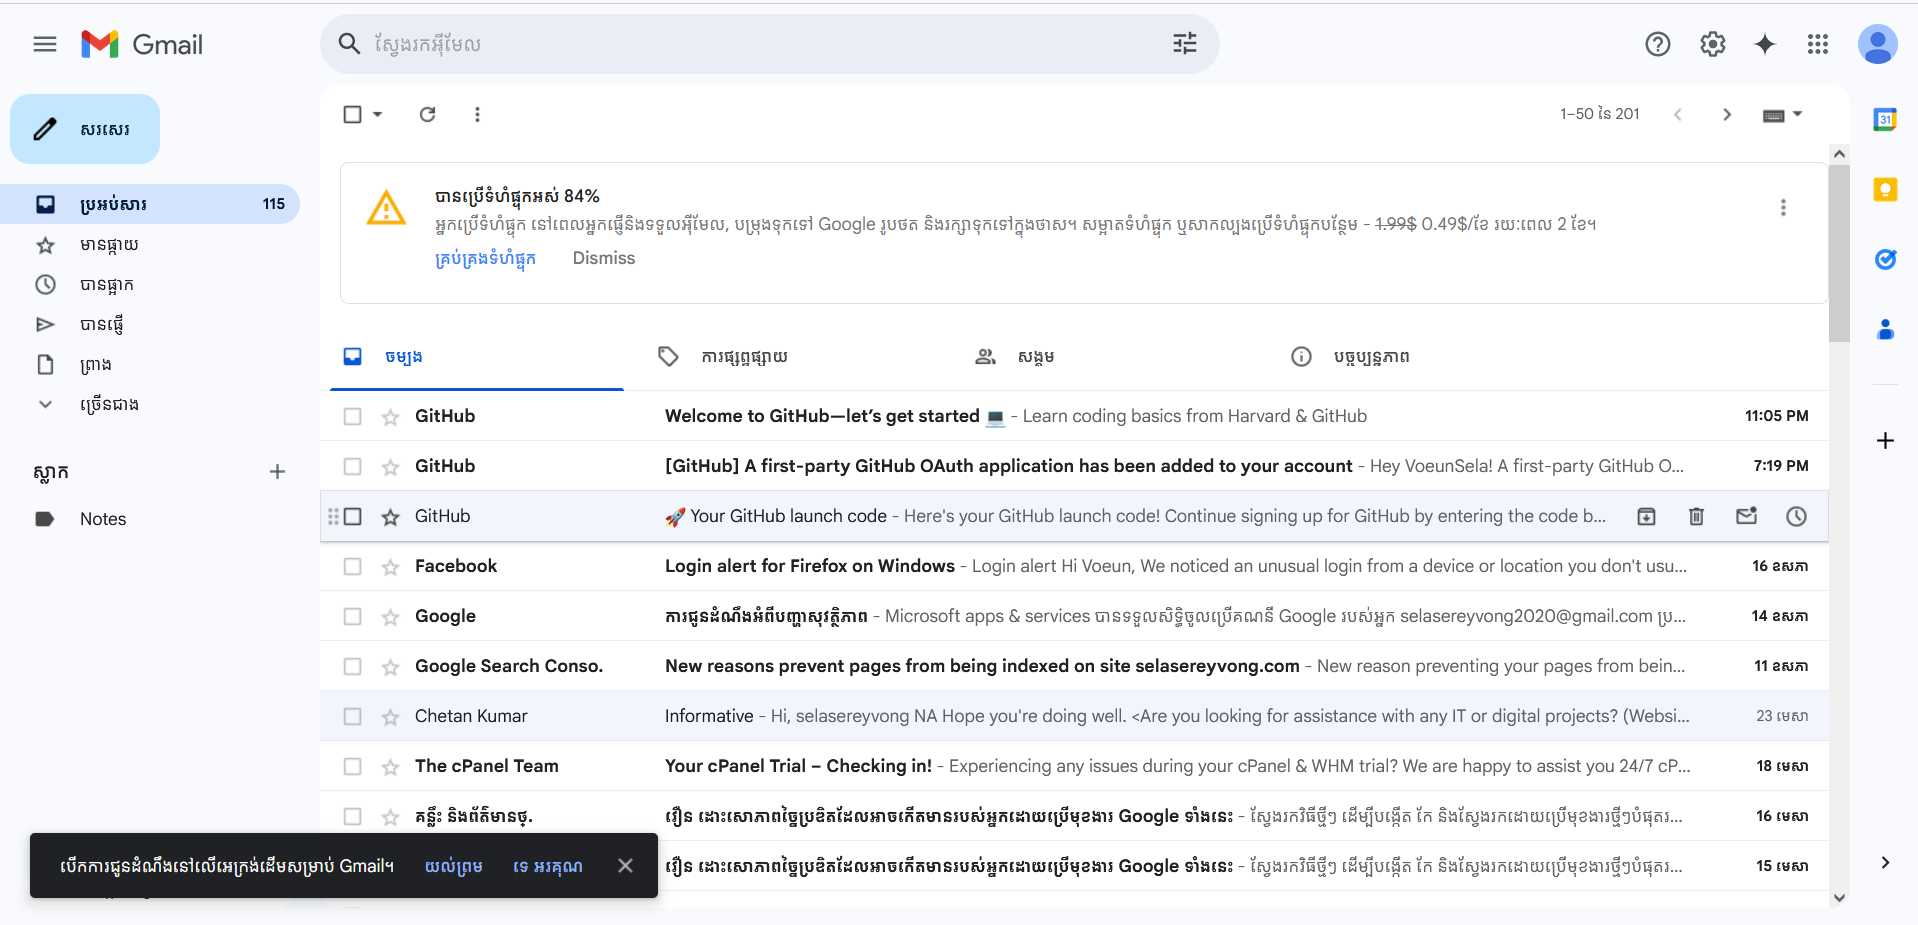 Gmail
ស្វែងរកអ៊ីមែល
សរសេរ
ប្រអប់សារ 115
មានផ្កាយ
បានផ្អាក
បានផ្ញើ
ព្រាង
ច្រើនជាង
ស្លាក
Notes
1–50 នៃ 201
បានប្រើទំហំផ្ទុកអស់ 84%
អ្នកប្រើទំហំផ្ទុក នៅពេលអ្នកផ្ញើនិងទទួលអ៊ីមែល, បម្រុងទុកទៅ Google រូបថត និងរក្សាទុកទៅក្នុងថាស។ សម្អាតទំហំផ្ទុក ឬសាកល្បងប្រើទំហំផ្ទុកបន្ថែម - 1.99$ 0.49$/ខែ រយៈពេល 2 ខែ។
គ្រប់គ្រងទំហំផ្ទុក Dismiss
ចម្បង ការផ្សព្វផ្សាយ សង្គម បច្ចុប្បន្នភាព
GitHub Welcome to GitHub—let’s get started 💻 - Learn coding basics from Harvard & GitHub 11:05 PM
GitHub [GitHub] A first-party GitHub OAuth application has been added to your account - Hey VoeunSela! A first-party GitHub O... 7:19 PM
GitHub 🚀 Your GitHub launch code - Here's your GitHub launch code! Continue signing up for GitHub by entering the code b...
Facebook Login alert for Firefox on Windows - Login alert Hi Voeun, We noticed an unusual login from a device or location you don't usu... 16 ឧសភា
Google ការជូនដំណឹងអំពីបញ្ហាសុវត្ថិភាព - Microsoft apps & services បានទទួលសិទ្ធិចូលប្រើគណនី Google របស់អ្នក selasereyvong2020@gmail.com ប្រ... 14 ឧសភា
Google Search Conso. New reasons prevent pages from being indexed on site selasereyvong.com - New reason preventing your pages from bein... 11 ឧសភា
Chetan Kumar Informative - Hi, selasereyvong NA Hope you're doing well. <Are you looking for assistance with any IT or digital projects? (Websi... 23 មេសា
The cPanel Team Your cPanel Trial – Checking in! - Experiencing any issues during your cPanel & WHM trial? We are happy to assist you 24/7 cP... 18 មេសា
គន្លឹះ និងព័ត៌មានថ្. វឿន ដោះសោភាពច្នៃប្រឌិតដែលអាចកើតមានរបស់អ្នកដោយប្រើមុខងារ Google ទាំងនេះ - ស្វែងរកវិធីថ្មីៗ ដើម្បីបង្កើត កែ និងស្វែងរកដោយប្រើមុខងារថ្មីៗបំផុតរ... 16 មេសា
វឿន ដោះសោភាពច្នៃប្រឌិតដែលអាចកើតមានរបស់អ្នកដោយប្រើមុខងារ Google ទាំងនេះ - ស្វែងរកវិធីថ្មីៗ ដើម្បីបង្កើត កែ និងស្វែងរកដោយប្រើមុខងារថ្មីៗបំផុតរ... 15 មេសា
បើកការជូនដំណឹងនៅលើអេក្រង់ដើមសម្រាប់ Gmail។ យល់ព្រម ទេ អរគុណ
31